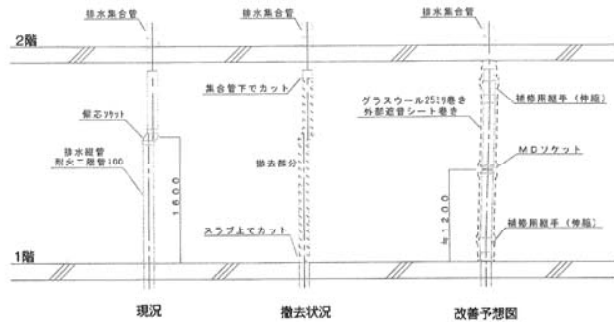 排水集合管
排水集合管
排水集合管
2階
集合管下でカット
グラスウール25ミリ巻き
外部遮音シート巻き
補修用継手（伸縮）
偏芯ソケット
排水縦管
耐火二層管100
1600
撤去部分
MDソケット
≒1200
スラブ上でカット
補修用継手（伸縮）
1階
現況
撤去状況
改善予想図